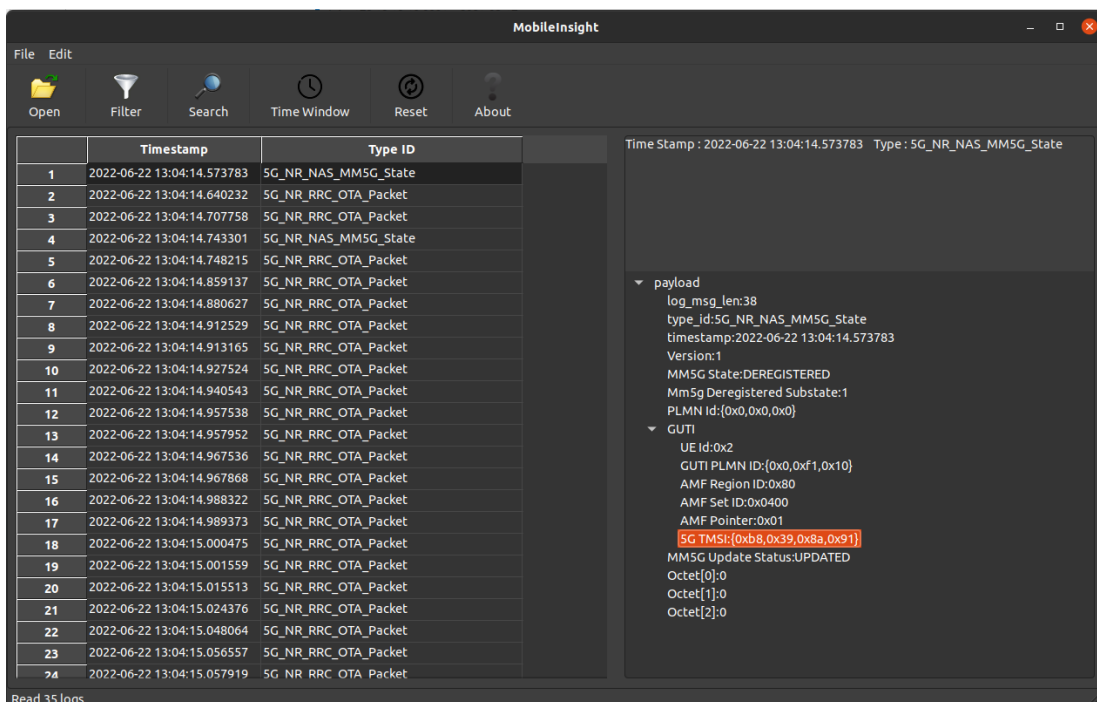 MobileInsight
File Edit
Open Filter Search Time Window Reset About
Timestamp Type ID
1 2022-06-22 13:04:14.573783 5G_NR_NAS_MM5G_State
2 2022-06-22 13:04:14.640232 5G_NR_RRC_OTA_Packet
3 2022-06-22 13:04:14.707758 5G_NR_RRC_OTA_Packet
4 2022-06-22 13:04:14.743301 5G_NR_NAS_MM5G_State
5 2022-06-22 13:04:14.748215 5G_NR_RRC_OTA_Packet
6 2022-06-22 13:04:14.859137 5G_NR_RRC_OTA_Packet
7 2022-06-22 13:04:14.880627 5G_NR_RRC_OTA_Packet
8 2022-06-22 13:04:14.912529 5G_NR_RRC_OTA_Packet
9 2022-06-22 13:04:14.913165 5G_NR_RRC_OTA_Packet
10 2022-06-22 13:04:14.927524 5G_NR_RRC_OTA_Packet
11 2022-06-22 13:04:14.940543 5G_NR_RRC_OTA_Packet
12 2022-06-22 13:04:14.957538 5G_NR_RRC_OTA_Packet
13 2022-06-22 13:04:14.957952 5G_NR_RRC_OTA_Packet
14 2022-06-22 13:04:14.967536 5G_NR_RRC_OTA_Packet
15 2022-06-22 13:04:14.967868 5G_NR_RRC_OTA_Packet
16 2022-06-22 13:04:14.988322 5G_NR_RRC_OTA_Packet
17 2022-06-22 13:04:14.989373 5G_NR_RRC_OTA_Packet
18 2022-06-22 13:04:15.000475 5G_NR_RRC_OTA_Packet
19 2022-06-22 13:04:15.001559 5G_NR_RRC_OTA_Packet
20 2022-06-22 13:04:15.015513 5G_NR_RRC_OTA_Packet
21 2022-06-22 13:04:15.024376 5G_NR_RRC_OTA_Packet
22 2022-06-22 13:04:15.048064 5G_NR_RRC_OTA_Packet
23 2022-06-22 13:04:15.056557 5G_NR_RRC_OTA_Packet
24 2022-06-22 13:04:15.057919 5G_NR_RRC_OTA_Packet
Time Stamp : 2022-06-22 13:04:14.573783 Type : 5G_NR_NAS_MM5G_State
payload
log_msg_len:38
type_id:5G_NR_NAS_MM5G_State
timestamp:2022-06-22 13:04:14.573783
Version:1
MM5G State:DEREGISTERED
Mm5g Deregistered Substate:1
PLMN Id:{0x0,0x0,0x0}
GUTI
UE Id:0x2
GUTI PLMN ID:{0x0,0xf1,0x10}
AMF Region ID:0x80
AMF Set ID:0x0400
AMF Pointer:0x01
5G TMSI:{0xb8,0x39,0x8a,0x91}
MM5G Update Status:UPDATED
Octet[0]:0
Octet[1]:0
Octet[2]:0
Read 35 logs